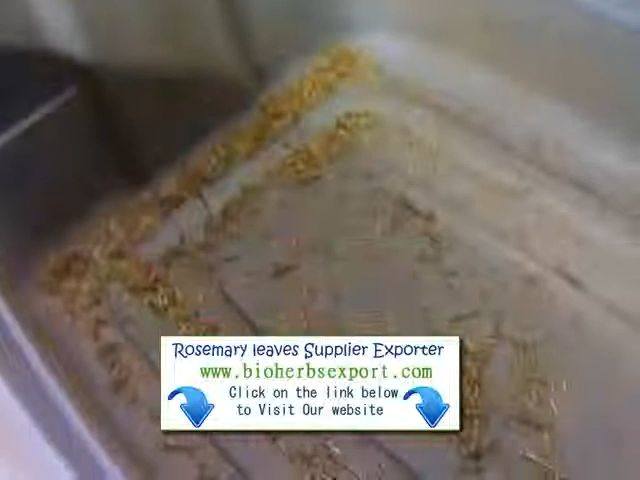 Rosemary leaves Supplier Exporter
www.bioherbsexport.com
Click on the link below
to Visit Our website